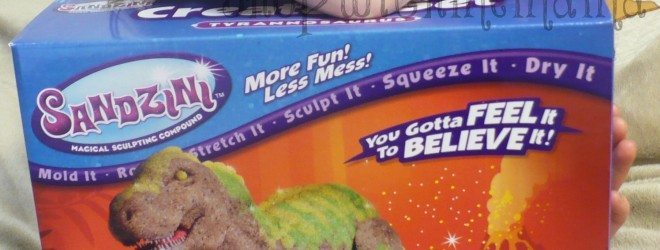 TYRANNOSAURUS
SANDZINI™
MAGICAL SCULPTING COMPOUND
More Fun!
Less Mess!
Mold It · Stretch It · Sculpt It · Squeeze It · Dry It
You Gotta FEEL It
To BELIEVE It!